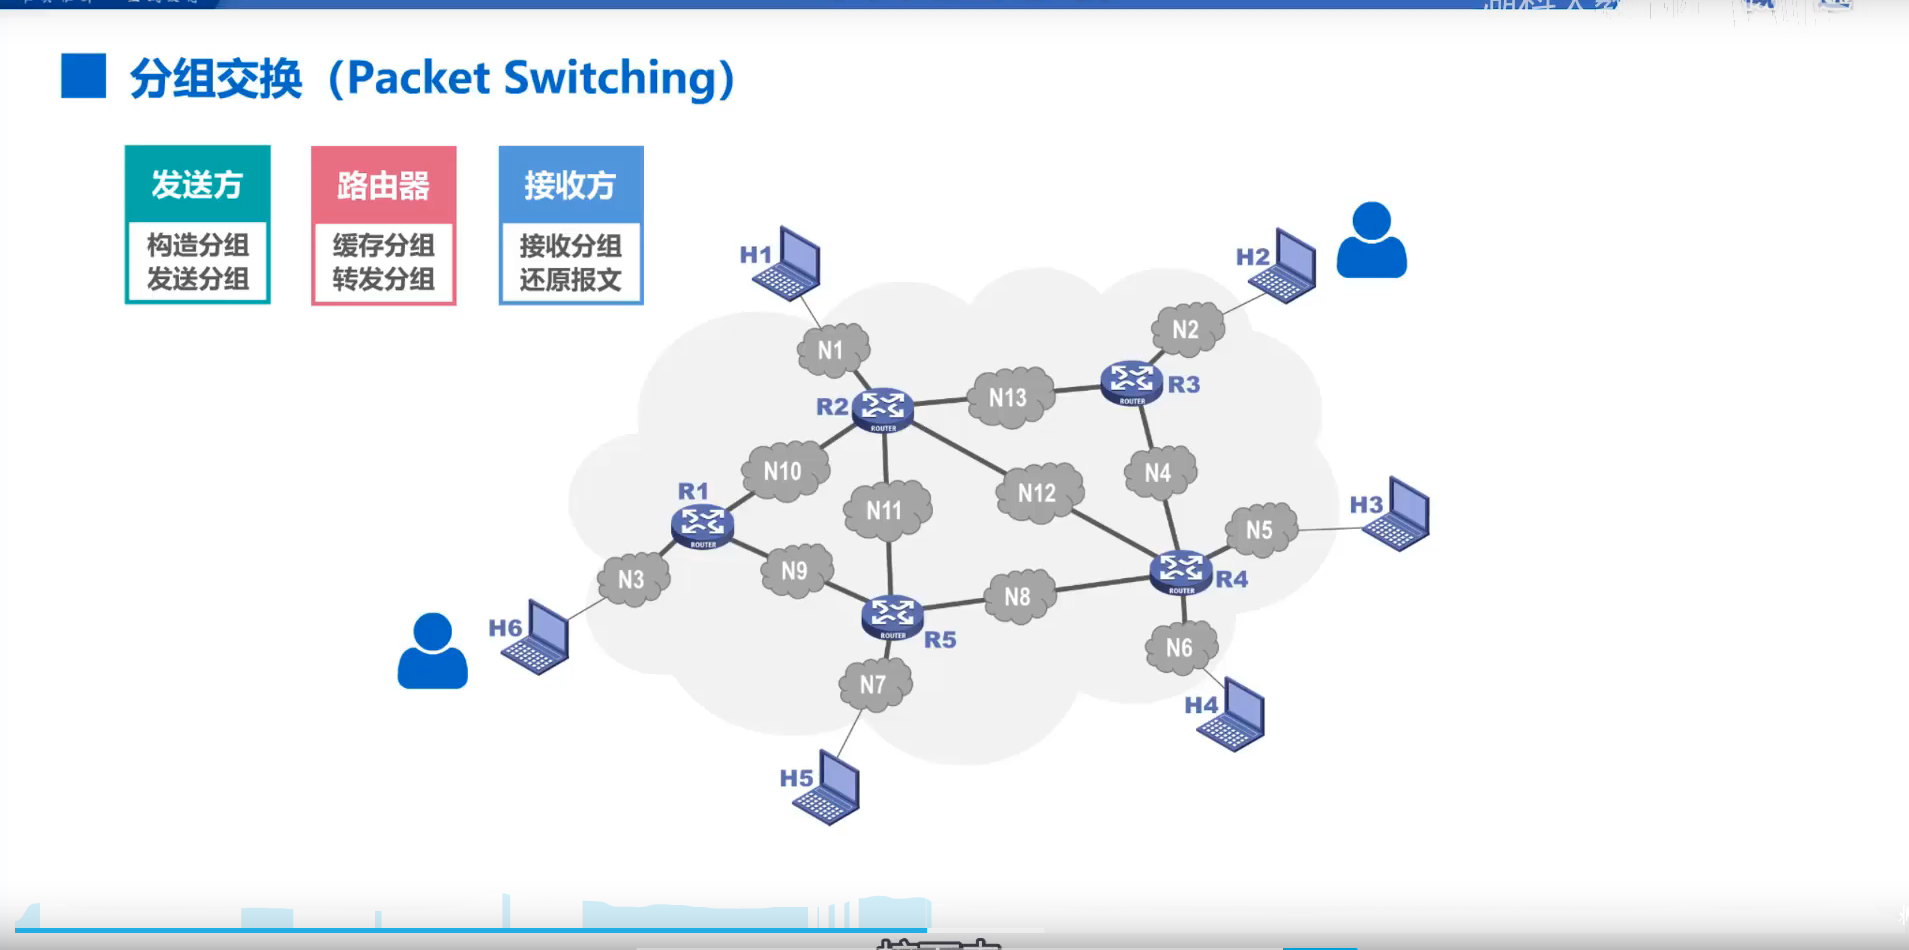 分组交换（Packet Switching）
发送方
构造分组
发送分组
路由器
缓存分组
转发分组
接收方
接收分组
还原报文
H1
H2
N2
N1
R3
ROUTER
N13
R2
ROUTER
N10
N4
R1
ROUTER
N12
N11
H3
N5
N9
N3
R4
ROUTER
N8
H6
R5
ROUTER
N6
N7
H4
H5